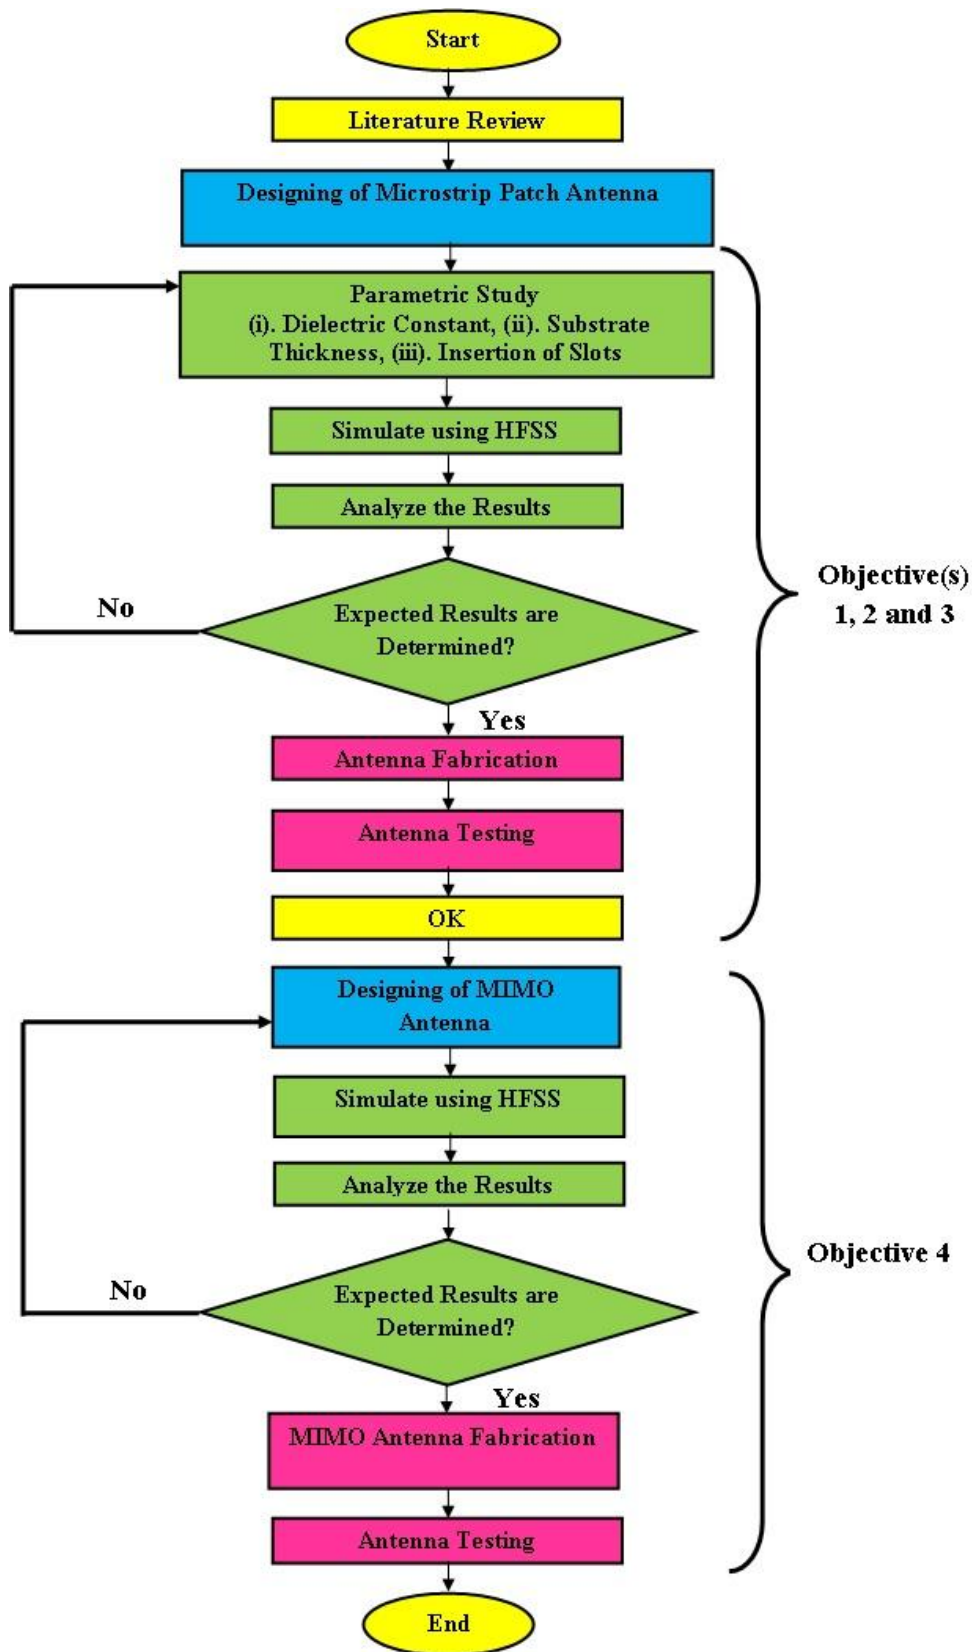 Start
Literature Review
Designing of Microstrip Patch Antenna
Parametric Study
(i). Dielectric Constant, (ii). Substrate
Thickness, (iii). Insertion of Slots
Simulate using HFSS
Analyze the Results
Expected Results are
Determined?
No
Yes
Antenna Fabrication
Antenna Testing
OK
Objective(s)
1, 2 and 3
Designing of MIMO
Antenna
Simulate using HFSS
Analyze the Results
Expected Results are
Determined?
No
Yes
MIMO Antenna Fabrication
Antenna Testing
End
Objective 4